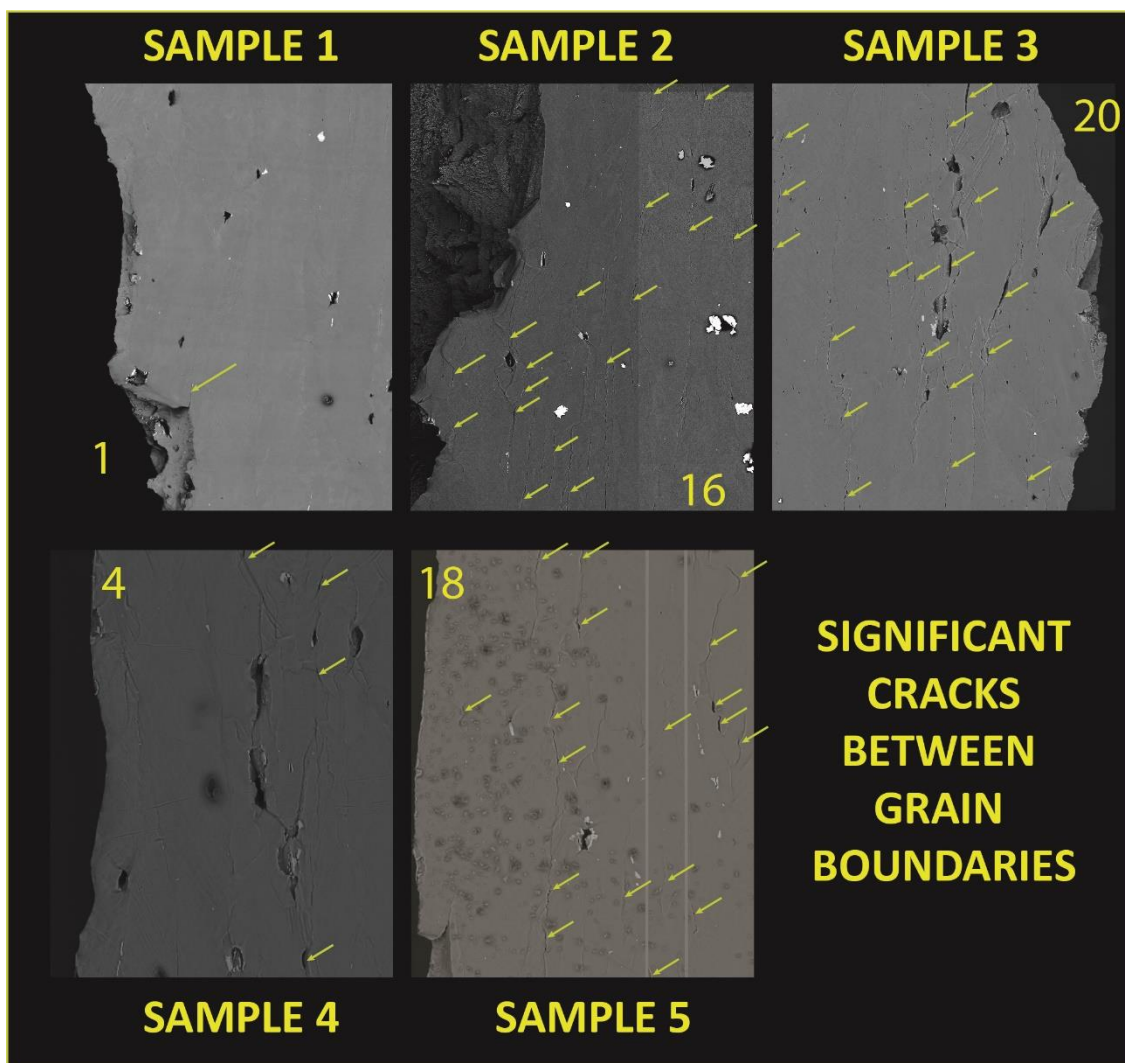 SAMPLE 1
SAMPLE 2
SAMPLE 3
1
16
20
4
18
SIGNIFICANT
CRACKS
BETWEEN
GRAIN
BOUNDARIES
SAMPLE 4
SAMPLE 5